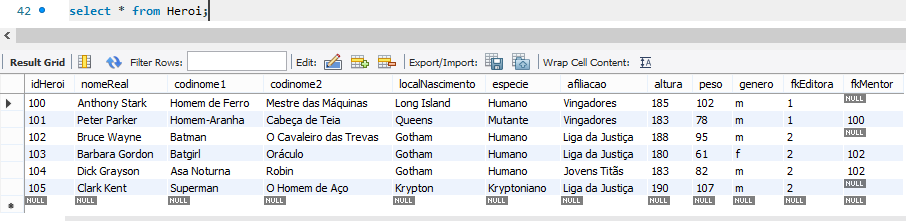 42 select * from Heroi;
Result Grid Filter Rows: Edit: Export/Import: Wrap Cell Content: IA
idHeroi nomeReal codinome1 codinome2 localNascimento especie afiliacao altura peso genero fkEditora fkMentor
100 Anthony Stark Homem de Ferro Mestre das Máquinas Long Island Humano Vingadores 185 102 m 1 NULL
101 Peter Parker Homem-Aranha Cabeça de Teia Queens Mutante Vingadores 183 78 m 1 100
102 Bruce Wayne Batman O Cavaleiro das Trevas Gotham Humano Liga da Justiça 188 95 m 2 NULL
103 Barbara Gordon Batgirl Oráculo Gotham Humano Liga da Justiça 180 61 f 2 102
104 Dick Grayson Asa Noturna Robin Gotham Humano Jovens Titãs 183 82 m 2 102
105 Clark Kent Superman O Homem de Aço Krypton Kryptoniano Liga da Justiça 190 107 m 2 NULL
NULL NULL NULL NULL NULL NULL NULL NULL NULL NULL NULL NULL